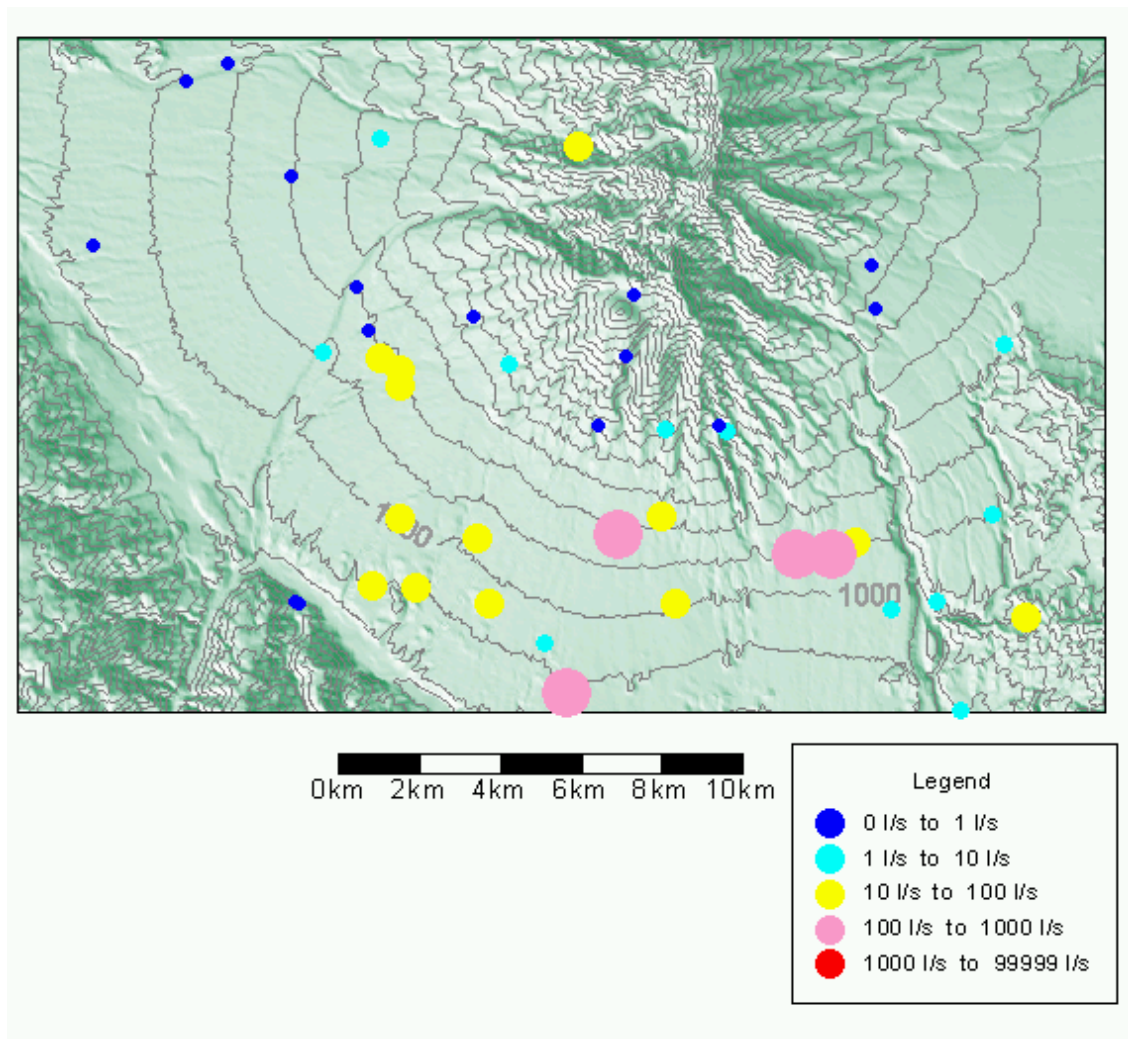 1000
0km 2km 4km 6km 8km 10km
Legend
0 l/s to 1 l/s
1 l/s to 10 l/s
10 l/s to 100 l/s
100 l/s to 1000 l/s
1000 l/s to 99999 l/s